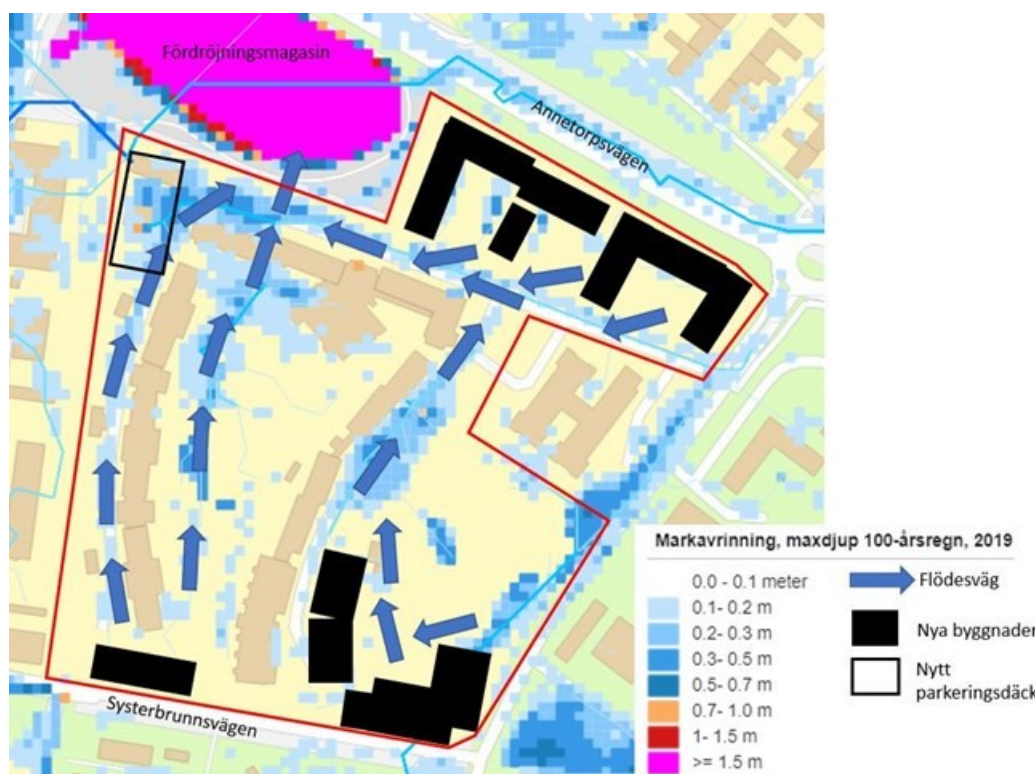 Fördröjningsmagasin
Annetorpsvägen
Systerbrunnsvägen
Markavrinning, maxdjup 100-årsregn, 2019
0.0 - 0.1 meter
0.1- 0.2 m
0.2- 0.3 m
0.3- 0.5 m
0.5- 0.7 m
0.7- 1.0 m
1- 1.5 m
>= 1.5 m
Flödesväg
Nya byggnader
Nytt
parkeringsdäck